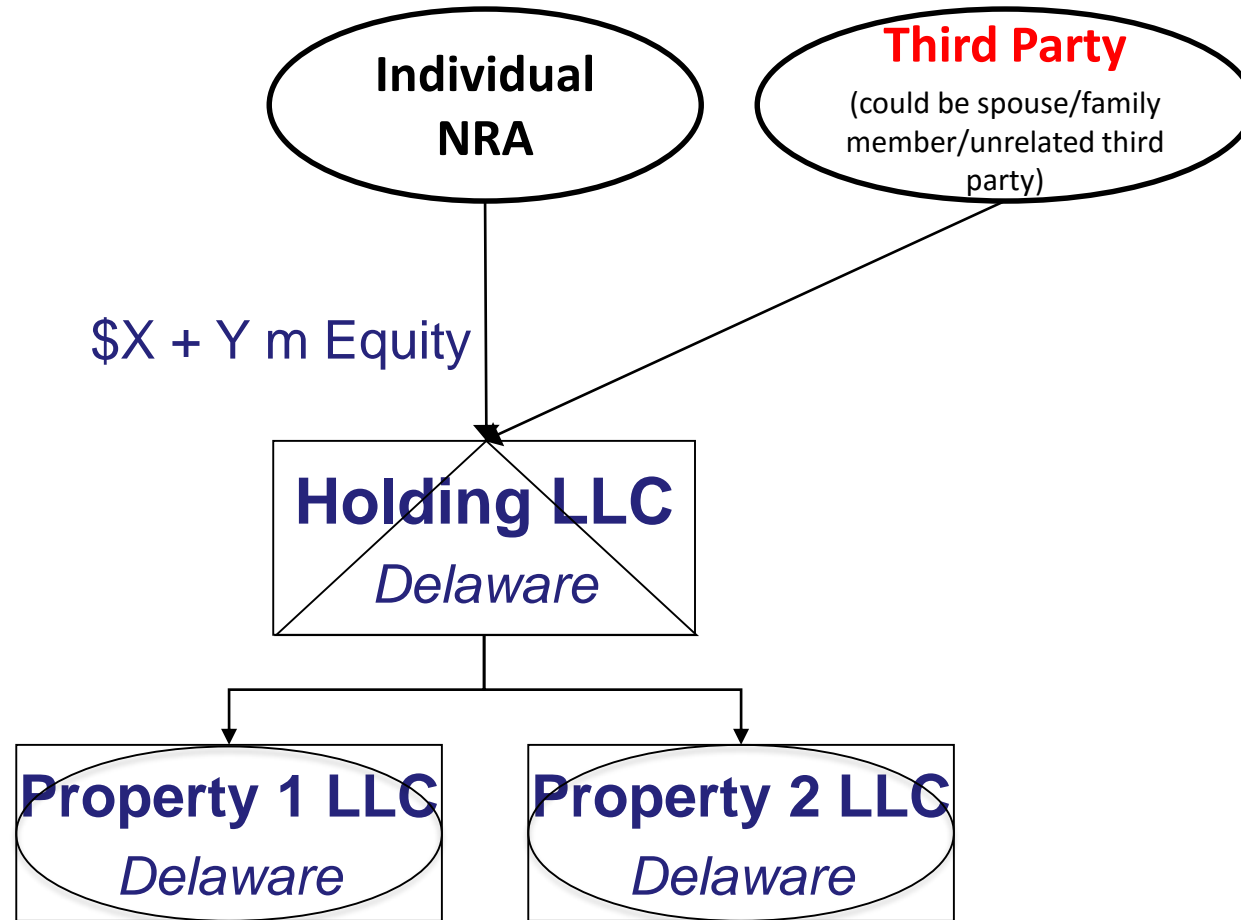 Individual
NRA
Third Party
(could be spouse/family
member/unrelated third
party)
$X + Y m Equity
Holding LLC
Delaware
Property 1 LLC
Delaware
Property 2 LLC
Delaware